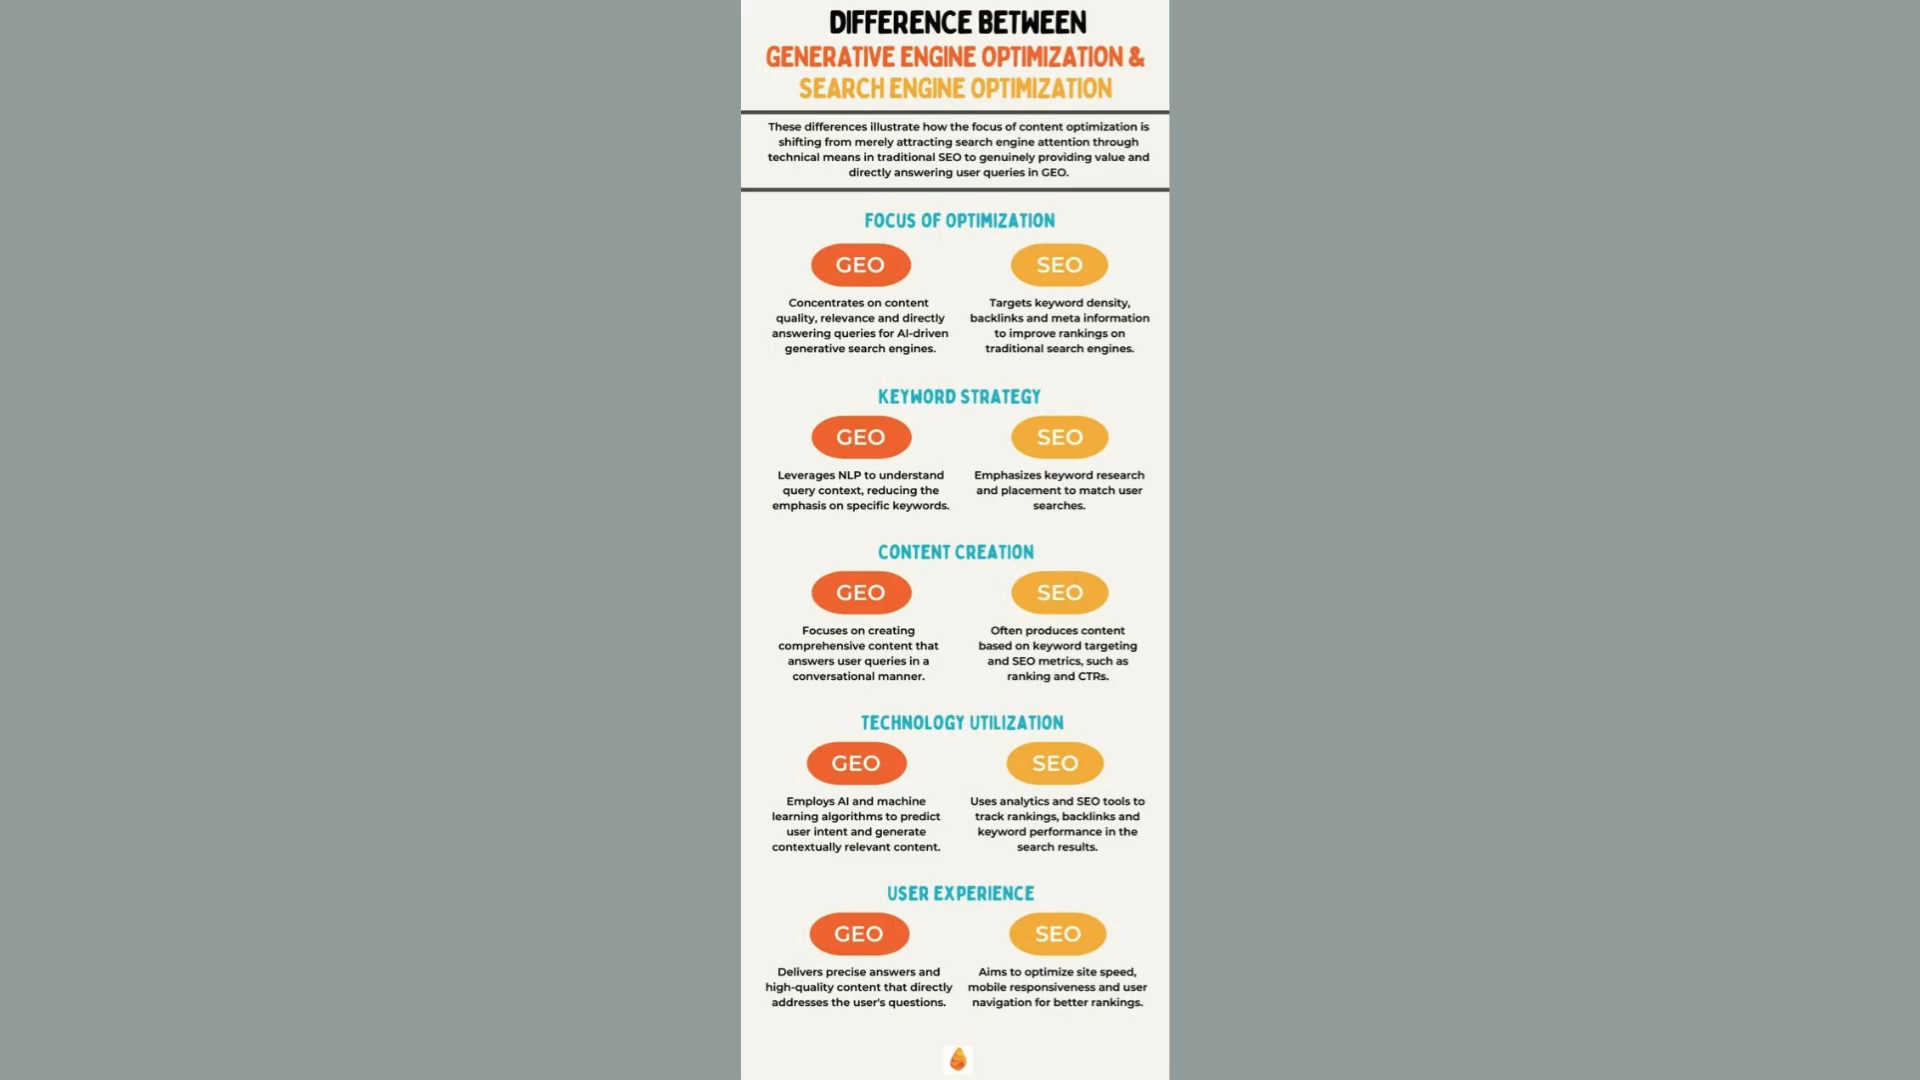 DIFFERENCE BETWEEN
GENERATIVE ENGINE OPTIMIZATION &
SEARCH ENGINE OPTIMIZATION
These differences illustrate how the focus of content optimization is
shifting from merely attracting search engine attention through
technical means in traditional SEO to genuinely providing value and
directly answering user queries in GEO.
FOCUS OF OPTIMIZATION
GEO
Concentrates on content
quality, relevance and directly
answering queries for AI-driven
generative search engines.
SEO
Targets keyword density,
backlinks and meta information
to improve rankings on
traditional search engines.
KEYWORD STRATEGY
GEO
Leverages NLP to understand
query context, reducing the
emphasis on specific keywords.
SEO
Emphasizes keyword research
and placement to match user
searches.
CONTENT CREATION
GEO
Focuses on creating
comprehensive content that
answers user queries in a
conversational manner.
SEO
Often produces content
based on keyword targeting
and SEO metrics, such as
ranking and CTRs.
TECHNOLOGY UTILIZATION
GEO
Employs AI and machine
learning algorithms to predict
user intent and generate
contextually relevant content.
SEO
Uses analytics and SEO tools to
track rankings, backlinks and
keyword performance in the
search results.
USER EXPERIENCE
GEO
Delivers precise answers and
high-quality content that directly
addresses the user's questions.
SEO
Aims to optimize site speed,
mobile responsiveness and user
navigation for better rankings.